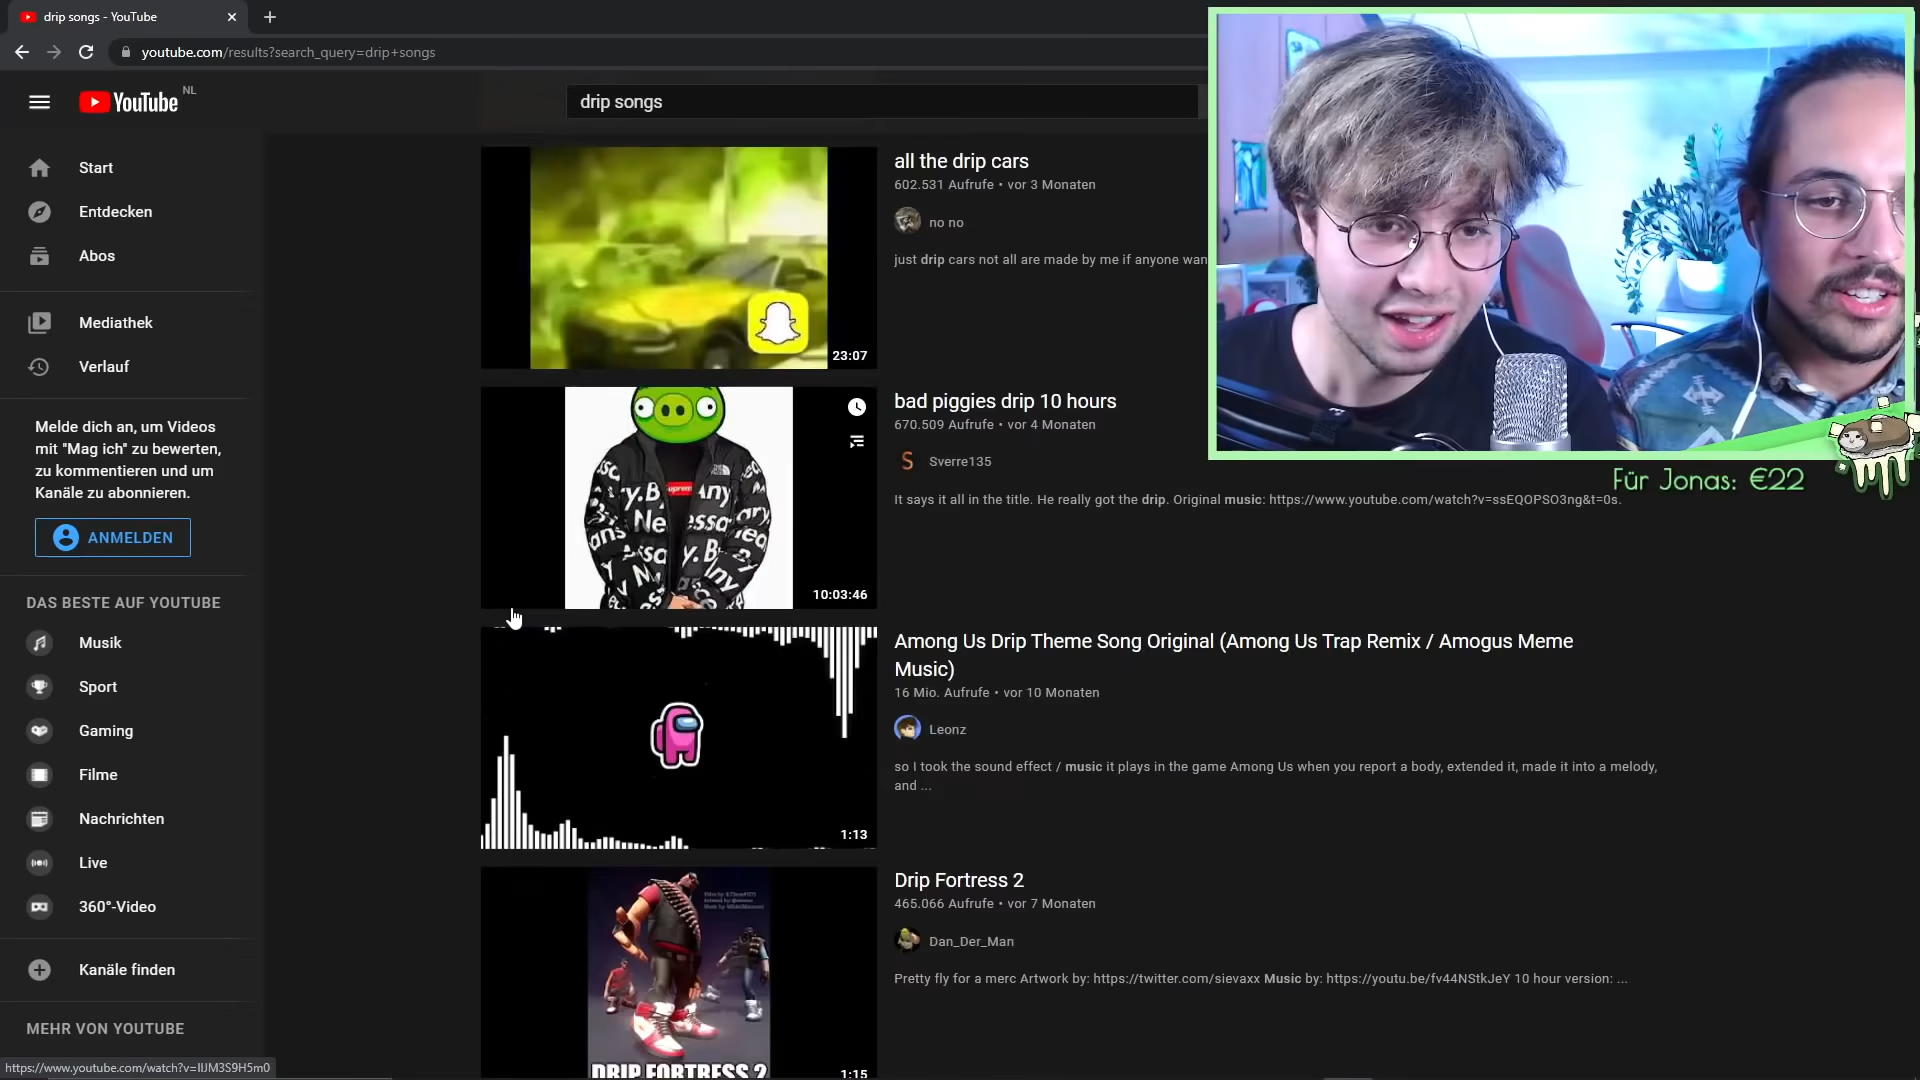 drip songs - YouTube
youtube.com/results?search_query=drip+songs
YouTube NL
drip songs
Start
Entdecken
Abos
Mediathek
Verlauf
Melde dich an, um Videos
mit "Mag ich" zu bewerten,
zu kommentieren und um
Kanäle zu abonnieren.
ANMELDEN
DAS BESTE AUF YOUTUBE
Musik
Sport
Gaming
Filme
Nachrichten
Live
360°-Video
Kanäle finden
MEHR VON YOUTUBE
https://www.youtube.com/watch?v=IIJM3S9H5m0
23:07
all the drip cars
602.531 Aufrufe • vor 3 Monaten
no no
just drip cars not all are made by me if anyone wan
10:03:46
bad piggies drip 10 hours
670.509 Aufrufe • vor 4 Monaten
S Sverre135
It says it all in the title. He really got the drip. Original music: https://www.youtube.com/watch?v=ssEQOPSO3ng&t=0s.
Für Jonas: €22
1:13
Among Us Drip Theme Song Original (Among Us Trap Remix / Amogus Meme
Music)
16 Mio. Aufrufe • vor 10 Monaten
Leonz
so I took the sound effect / music it plays in the game Among Us when you report a body, extended it, made it into a melody,
and ...
DRIP FORTRESS 2
1:15
Drip Fortress 2
465.066 Aufrufe • vor 7 Monaten
Dan_Der_Man
Pretty fly for a merc Artwork by: https://twitter.com/sievaxx Music by: https://youtu.be/fv44NStkJeY 10 hour version: ...